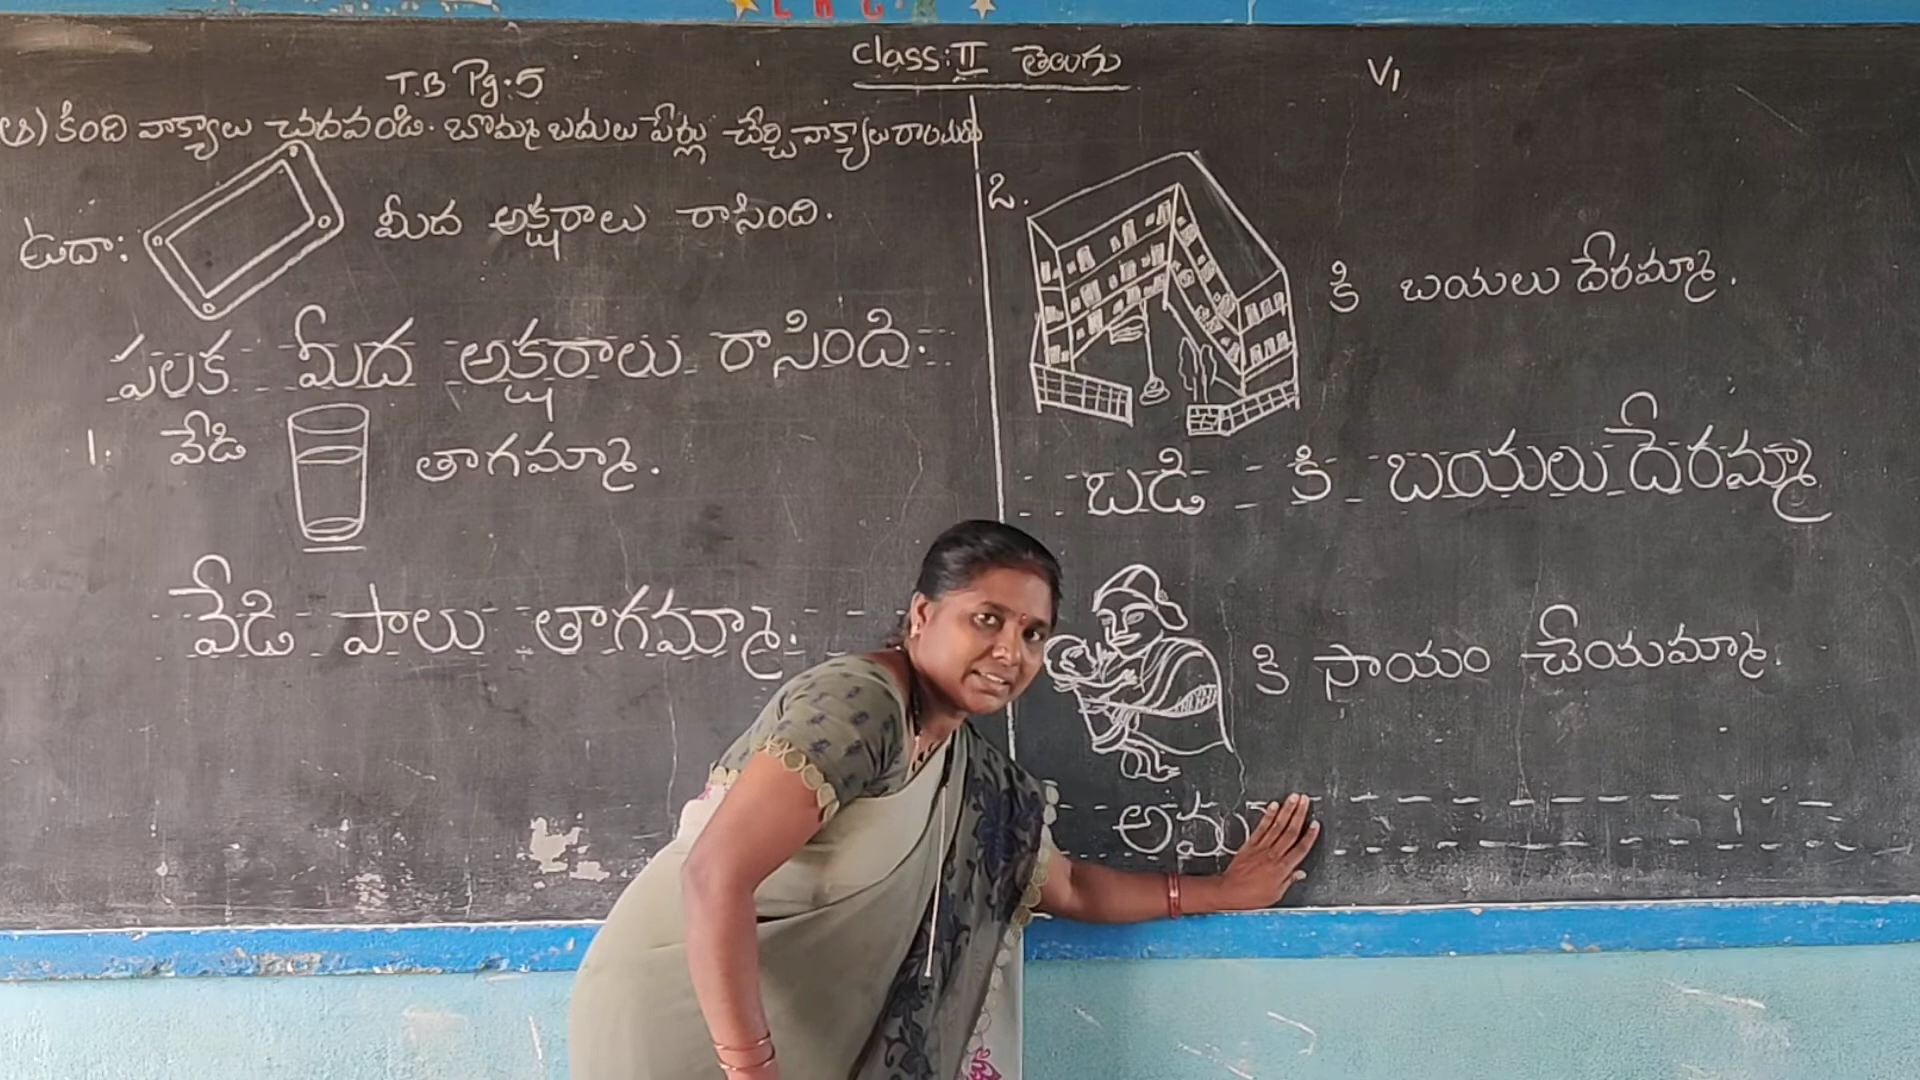 Class: II తెలుగు
V1
T.B Pg.5
ఆ) కింది వాక్యాలు చదవండి. బొమ్మ బదులు పేర్లు చేర్చి వాక్యాలు రాయండి
ఉదా: మీద అక్షరాలు రాసింది.
పలక మీద అక్షరాలు రాసింది.
1. వేడి తాగమ్మా.
వేడి పాలు తాగమ్మా.
2. కి బయలు దేరమ్మా.
బడి కి బయలు దేరమ్మా
కి సాయం చేయమ్మా.
అమ